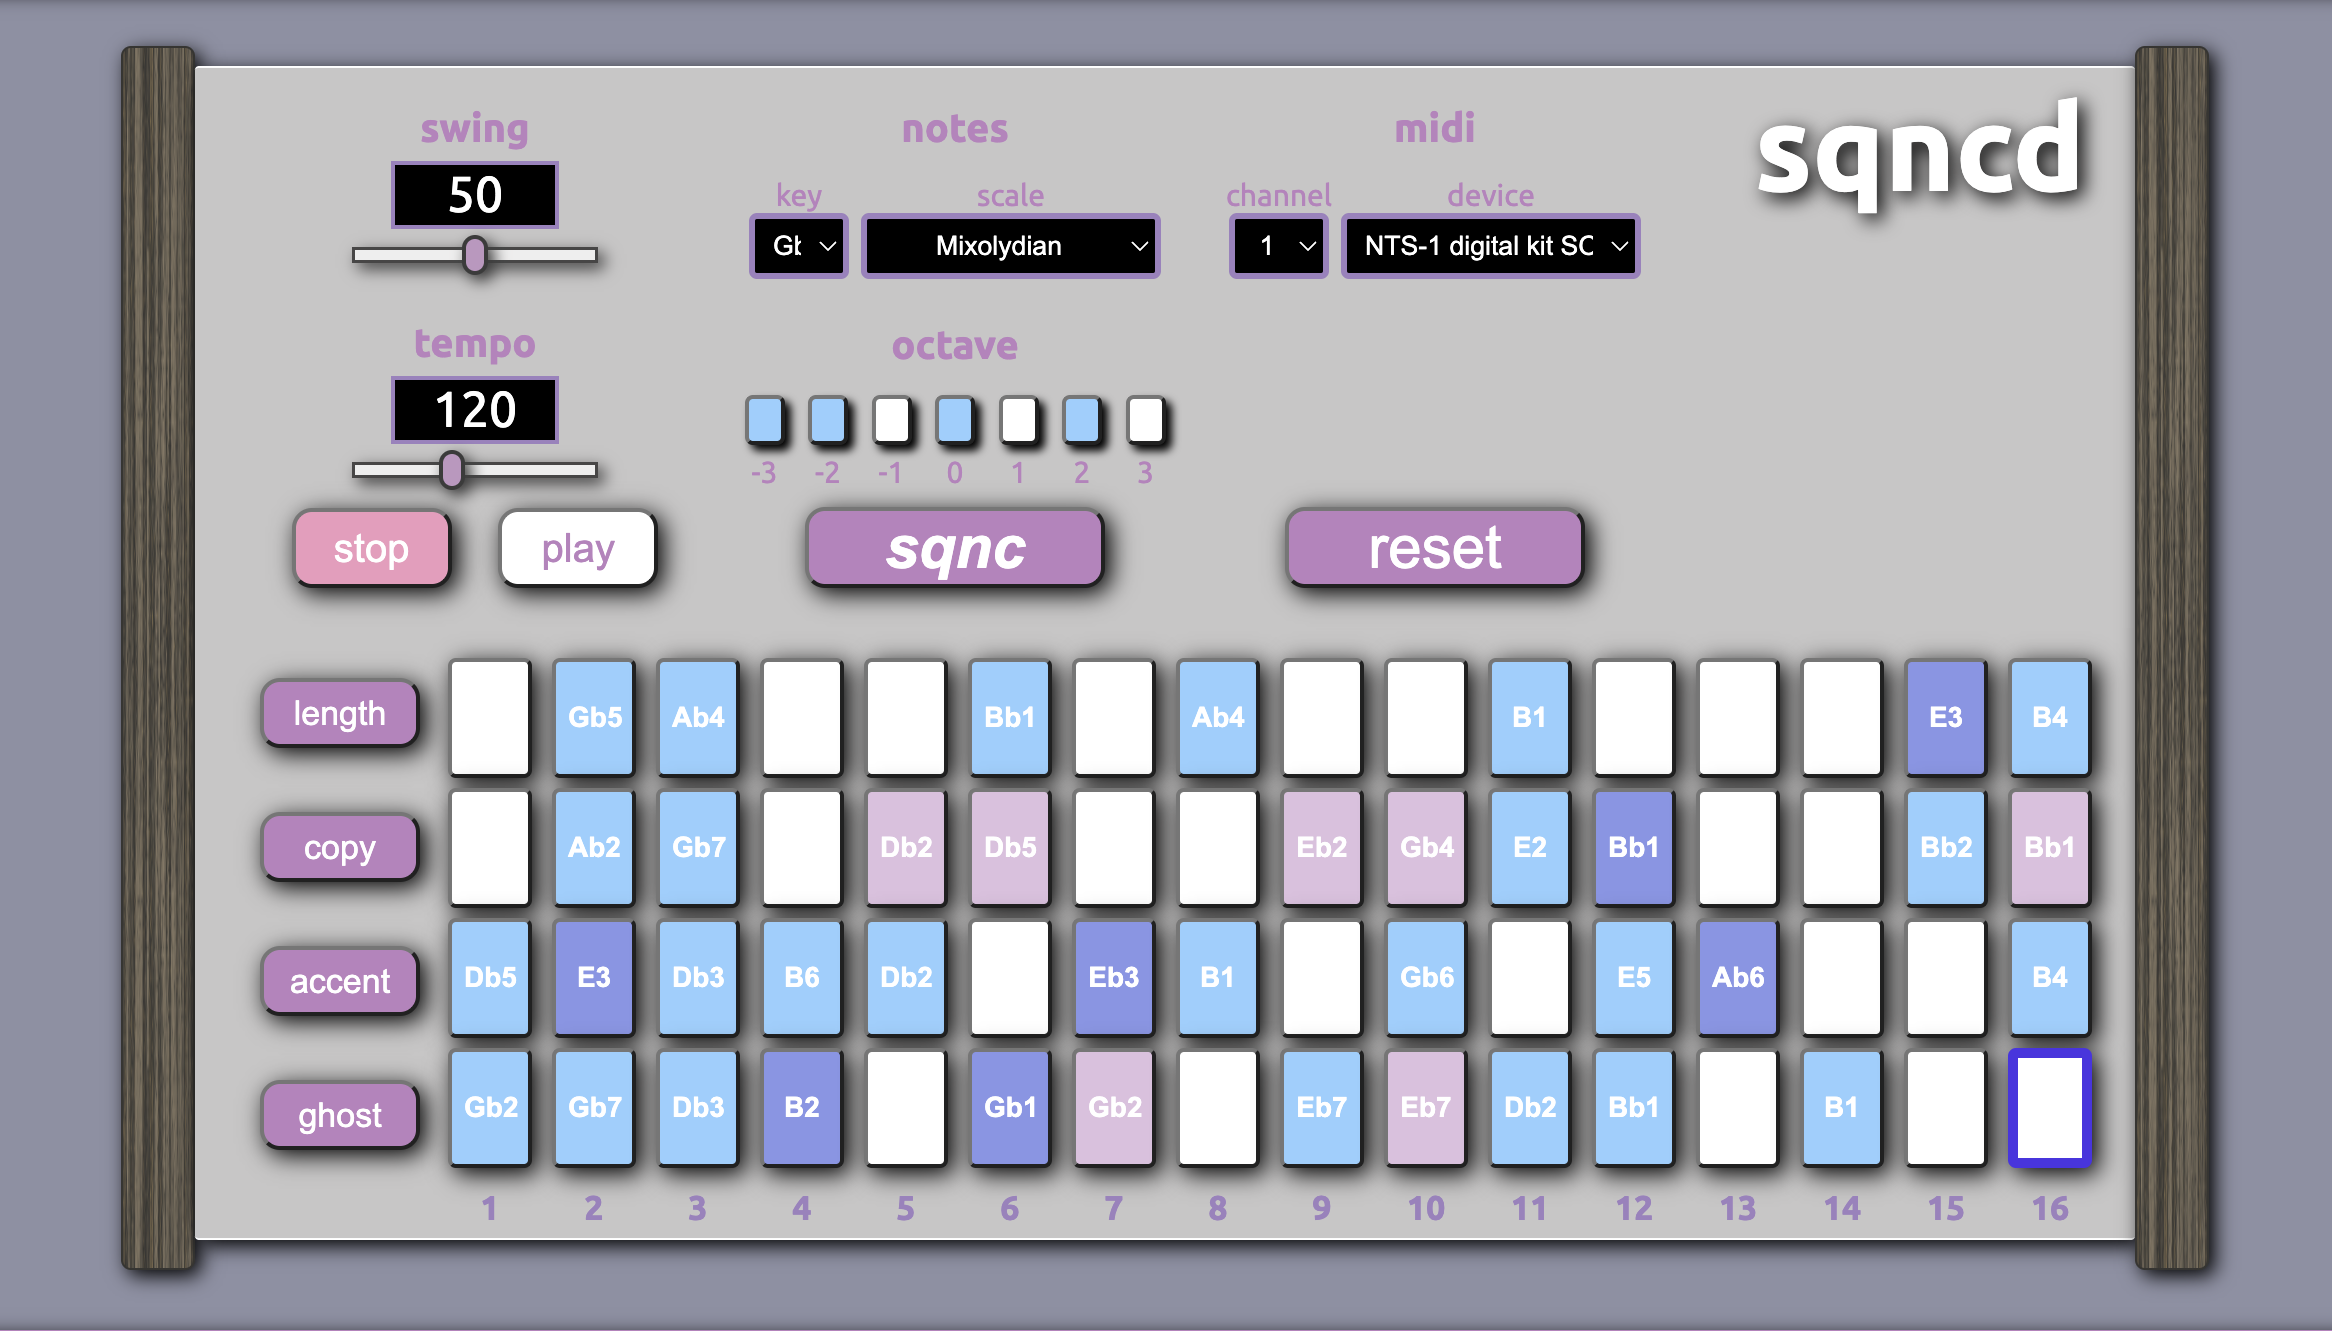 sqncd
swing
50
tempo
120
stop play
notes
key scale
Gb Mixolydian
octave
-3 -2 -1 0 1 2 3
sqnc
midi
channel device
1 NTS-1 digital kit SO
reset
length Gb5 Ab4 Bb1 Ab4 B1 E3 B4
copy Ab2 Gb7 Db2 Db5 Eb2 Gb4 E2 Bb1 Bb2 Bb1
accent Db5 E3 Db3 B6 Db2 Eb3 B1 Gb6 E5 Ab6 B4
ghost Gb2 Gb7 Db3 B2 Gb1 Gb2 Eb7 Eb7 Db2 Bb1 B1
1 2 3 4 5 6 7 8 9 10 11 12 13 14 15 16